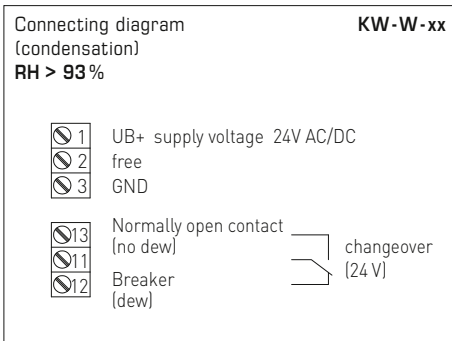 Connecting diagram KW-W-xx
(condensation)
RH > 93%
1 UB+ supply voltage 24V AC/DC
2 free
3 GND
13 Normally open contact
(no dew)
11
12 Breaker
(dew)
changeover
(24 V)